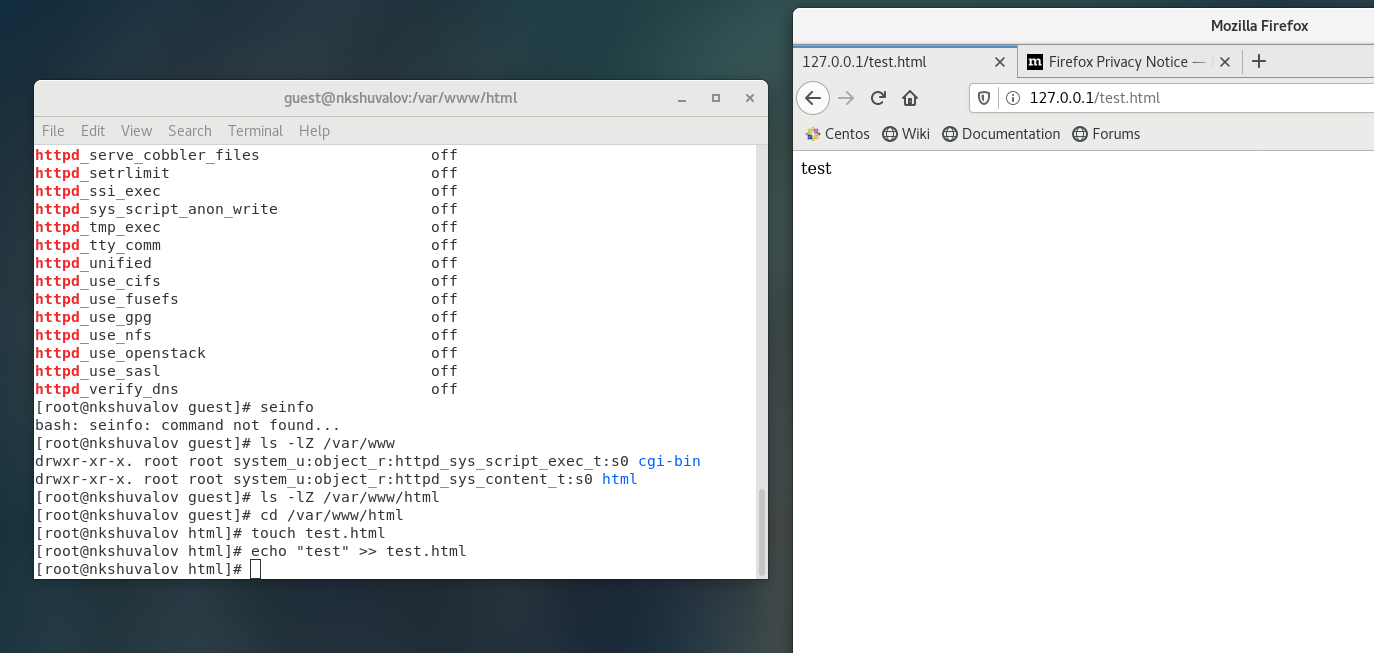 guest@nkshuvalov:/var/www/html
File Edit View Search Terminal Help
httpd_serve_cobbler_files off
httpd_setrlimit off
httpd_ssi_exec off
httpd_sys_script_anon_write off
httpd_tmp_exec off
httpd_tty_comm off
httpd_unified off
httpd_use_cifs off
httpd_use_fusefs off
httpd_use_gpg off
httpd_use_nfs off
httpd_use_openstack off
httpd_use_sasl off
httpd_verify_dns off
[root@nkshuvalov guest]# seinfo
bash: seinfo: command not found...
[root@nkshuvalov guest]# ls -lZ /var/www
drwxr-xr-x. root root system_u:object_r:httpd_sys_script_exec_t:s0 cgi-bin
drwxr-xr-x. root root system_u:object_r:httpd_sys_content_t:s0 html
[root@nkshuvalov guest]# ls -lZ /var/www/html
[root@nkshuvalov guest]# cd /var/www/html
[root@nkshuvalov html]# touch test.html
[root@nkshuvalov html]# echo "test" >> test.html
[root@nkshuvalov html]#
Mozilla Firefox
127.0.0.1/test.html
m Firefox Privacy Notice —
127.0.0.1/test.html
Centos Wiki Documentation Forums
test